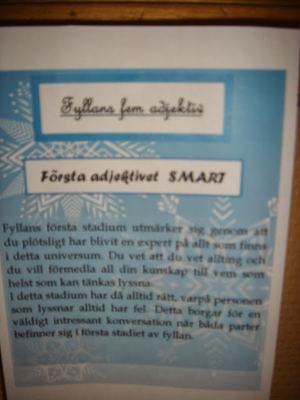 Fyllans fem adjektiv
Första adjektivet SMART
Fyllans första stadium utmärker sig genom att
du plötsligt har blivit en expert på allt som finns
i detta universum. Du vet att du vet allting och
du vill förmedla all din kunskap till vem som
helst som kan tänkas lyssna.
I detta stadium har då alltid rätt, varpå personen
som lyssnar alltid har fel. Detta borgar för en
väldigt intressant konversation när båda parter
befinner sig i första stadiet av fyllan.